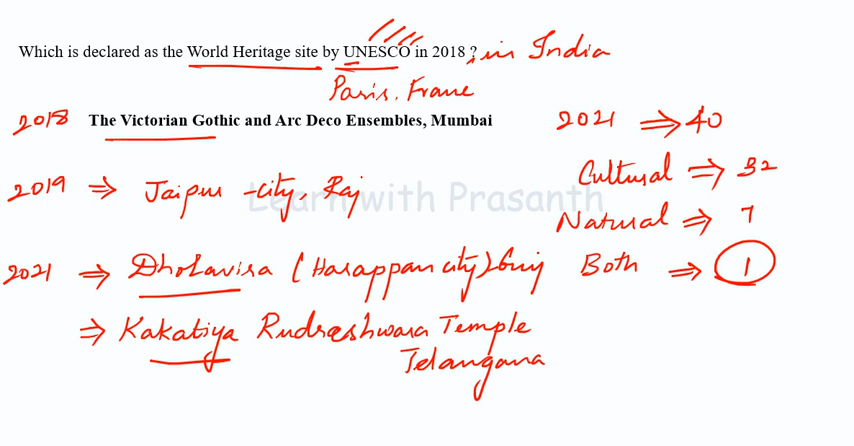 Which is declared as the World Heritage site by UNESCO in 2018 ? in India
Paris, France
2018 The Victorian Gothic and Arc Deco Ensembles, Mumbai
2021 ⇒ 40
2019 ⇒ Jaipur -city, Raj
Cultural ⇒ 32
Learn with Prasanth
Natural ⇒ 7
2021 ⇒ Dholavira (Harappan city) Guj
Both ⇒ 1
⇒ Kakatiya Rudreshwara Temple
Telangana